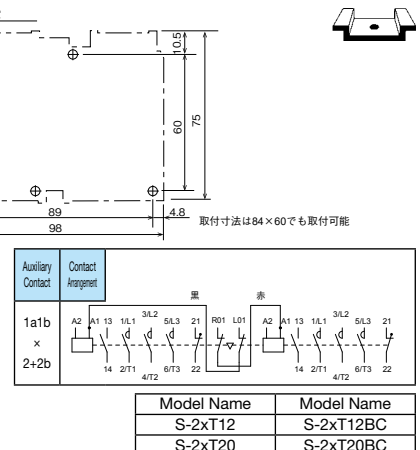 10.5
60
75
89
4.8
98
取付寸法は84×60でも取付可能
Auxiliary Contact
Contact Arrangement
黒
赤
1a1b
×
2+2b
A2 A1 13 1/L1 3/L2 5/L3 21 R01 L01 A2 A1 13 1/L1 3/L2 5/L3 21
14 2/T1 4/T2 6/T3 22 14 2/T1 4/T2 6/T3 22
Model Name Model Name
S-2xT12 S-2xT12BC
S-2xT20 S-2xT20BC